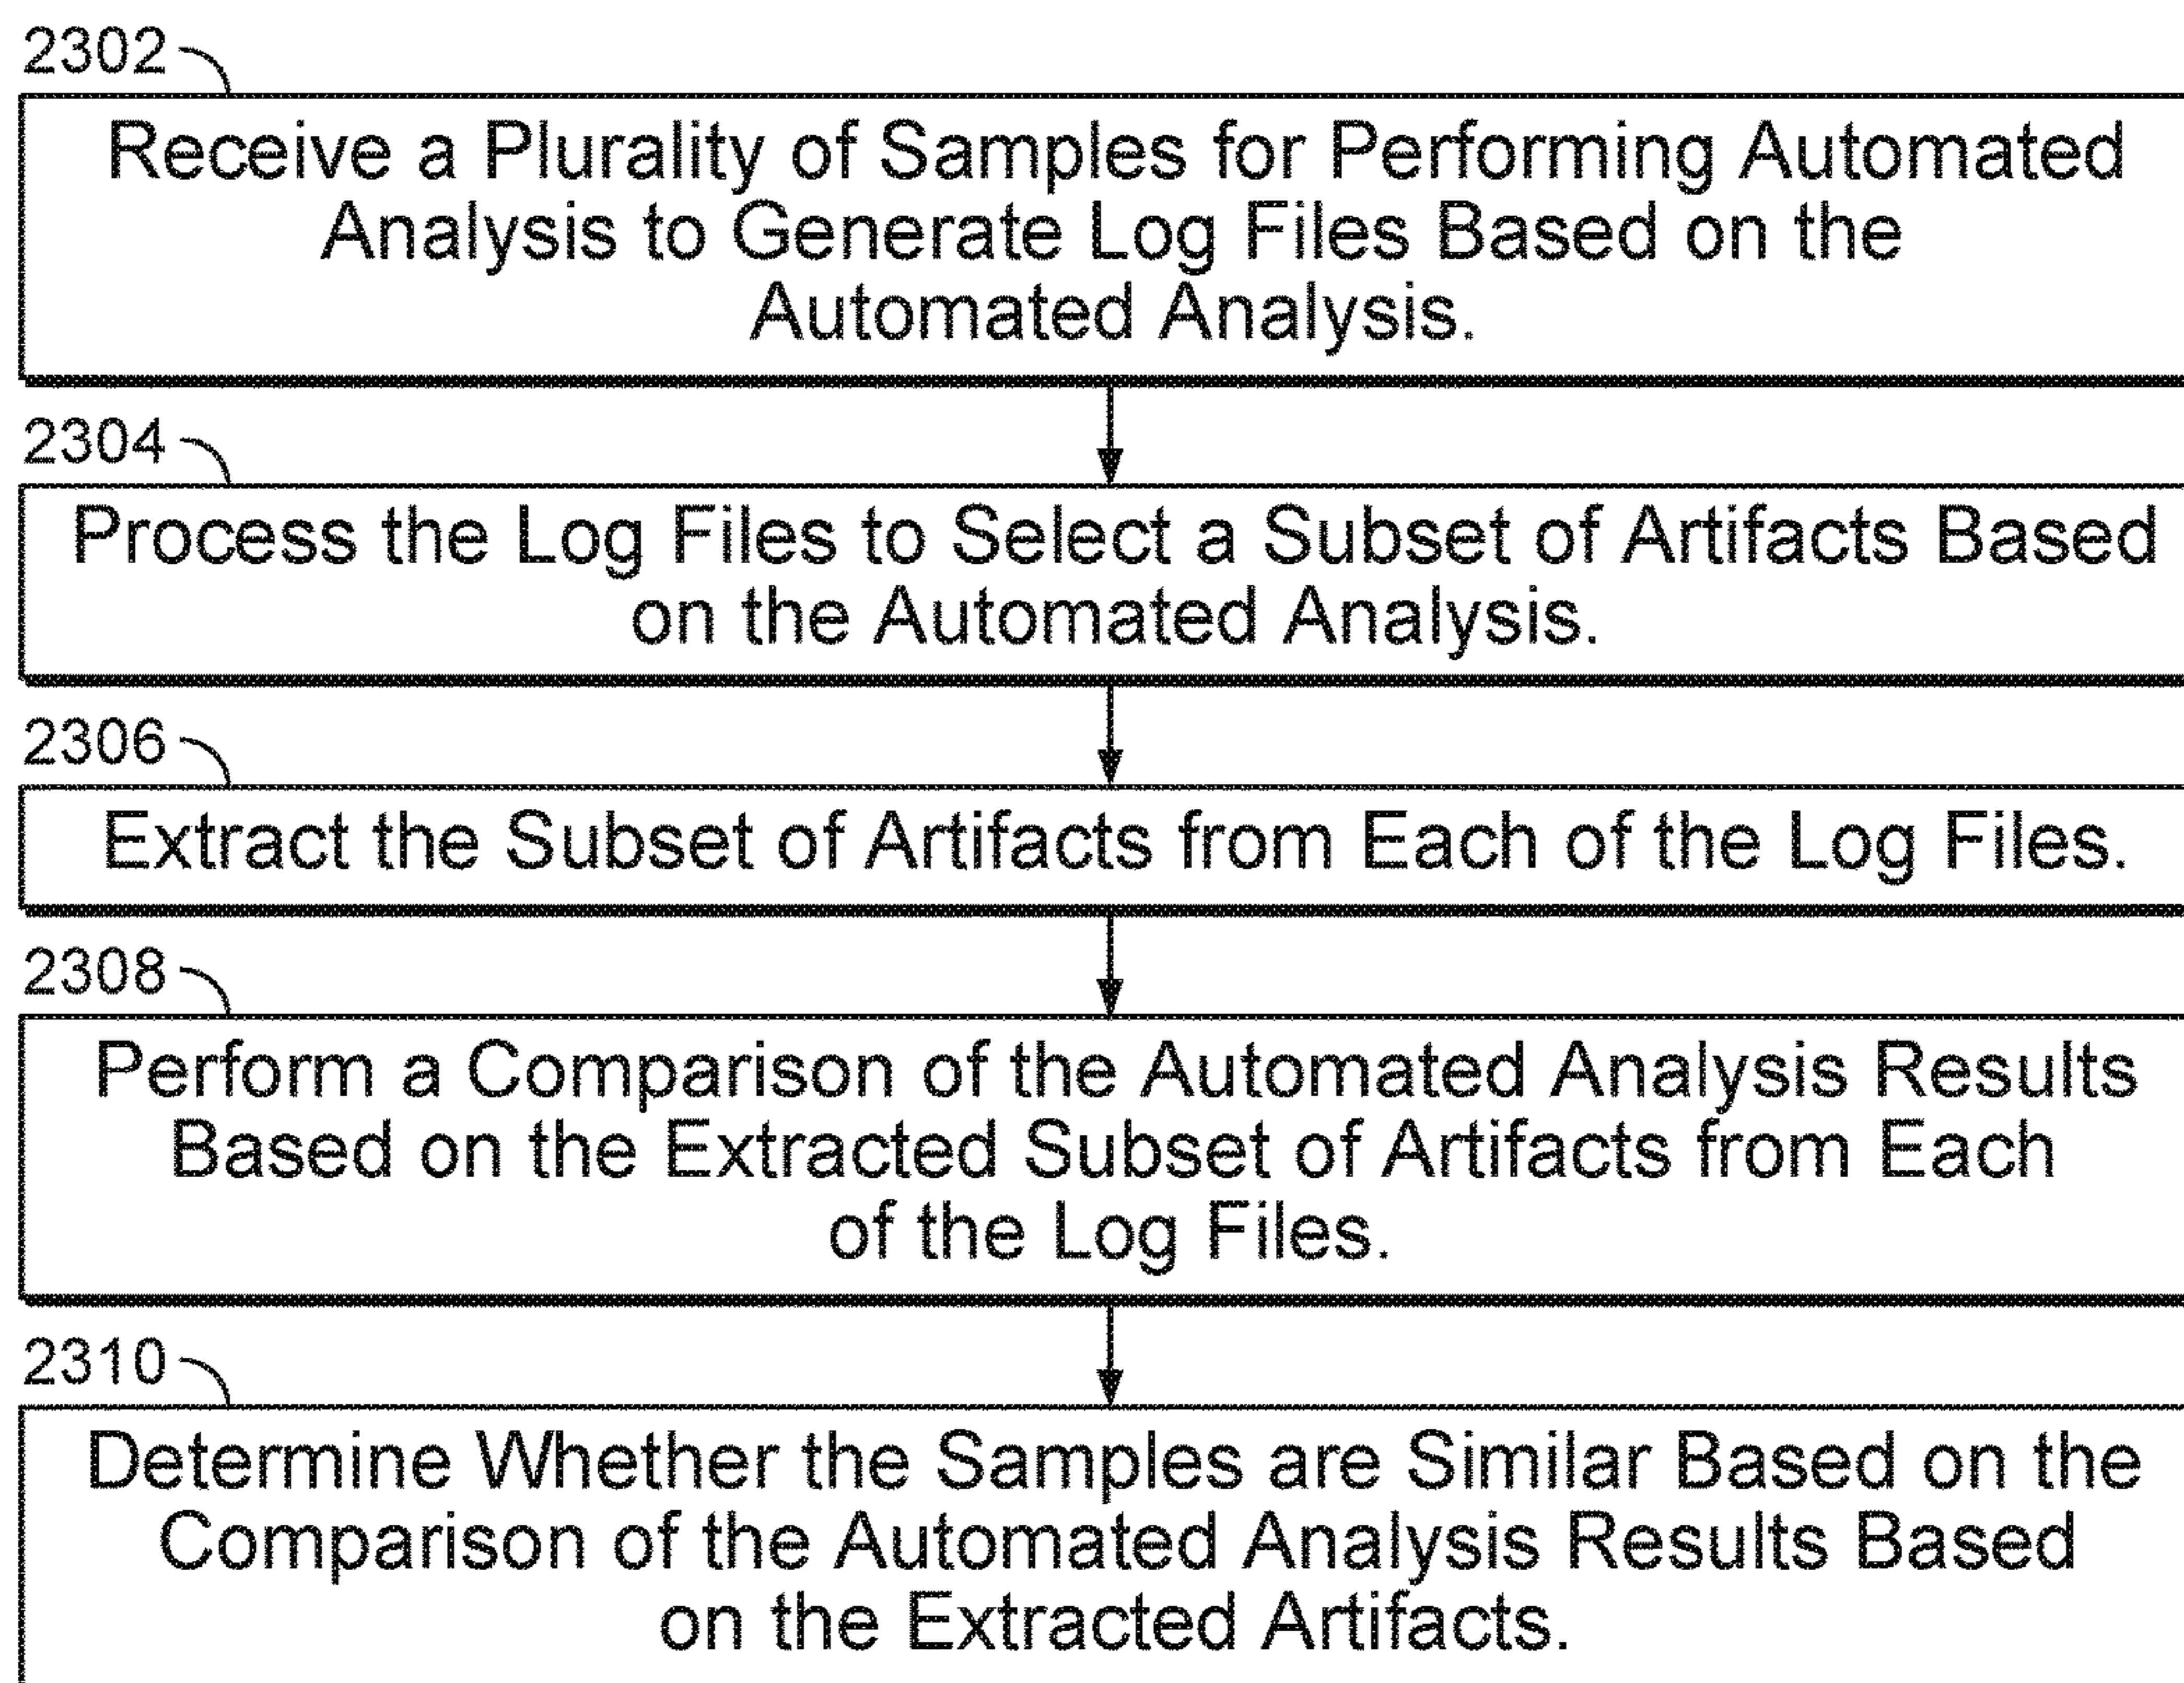 2302
Receive a Plurality of Samples for Performing Automated
Analysis to Generate Log Files Based on the
Automated Analysis.
2304
Process the Log Files to Select a Subset of Artifacts Based
on the Automated Analysis.
2306
Extract the Subset of Artifacts from Each of the Log Files.
2308
Perform a Comparison of the Automated Analysis Results
Based on the Extracted Subset of Artifacts from Each
of the Log Files.
2310
Determine Whether the Samples are Similar Based on the
Comparison of the Automated Analysis Results Based
on the Extracted Artifacts.